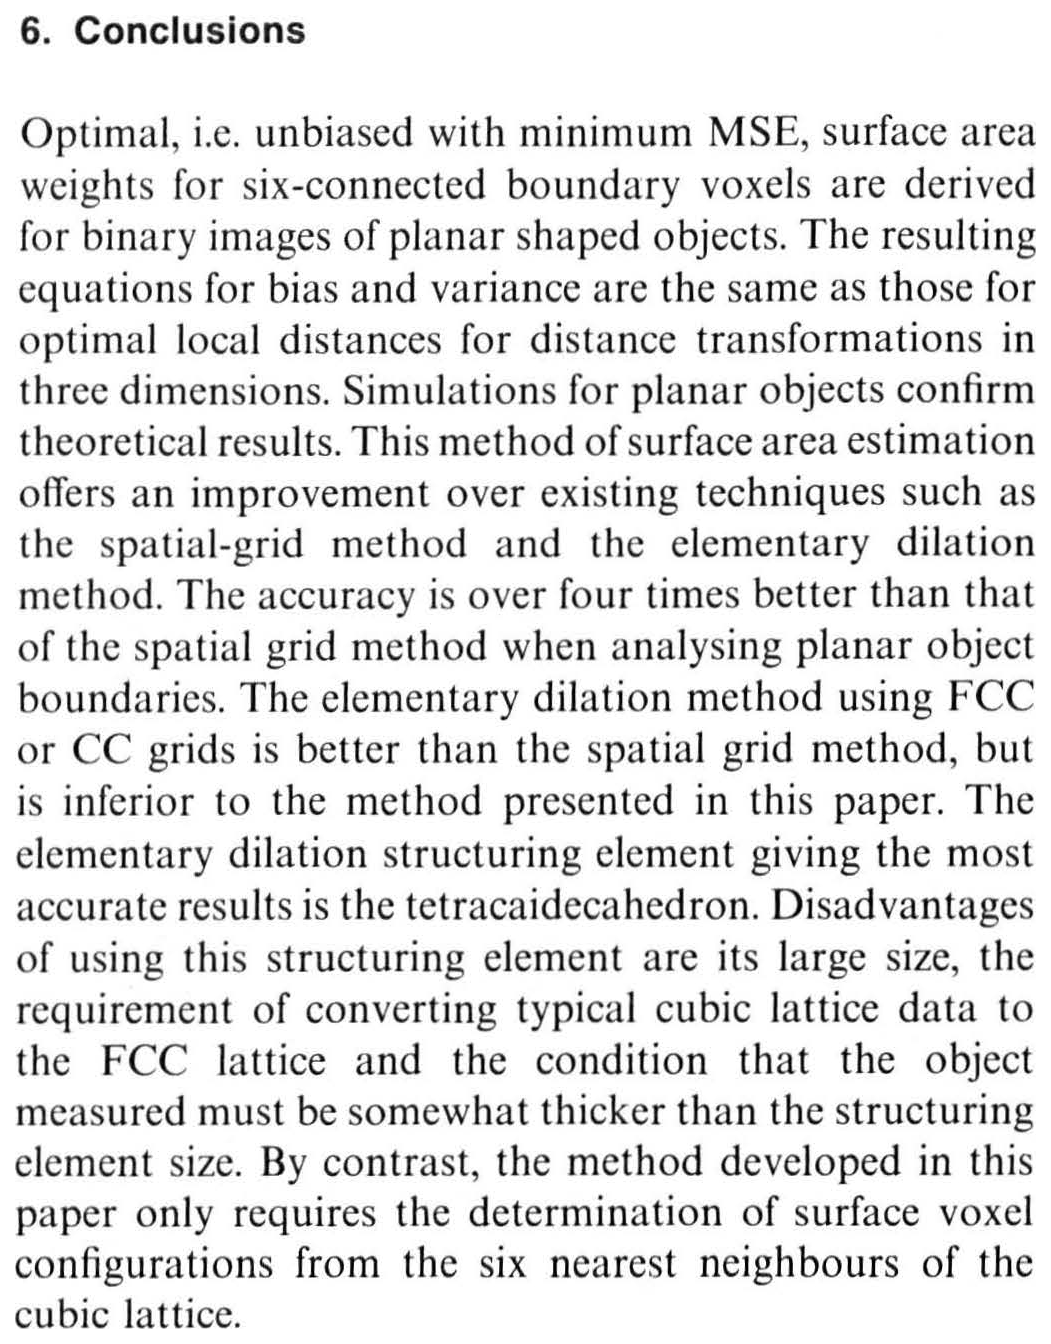 6. Conclusions
Optimal, i.e. unbiased with minimum MSE, surface area
weights for six-connected boundary voxels are derived
for binary images of planar shaped objects. The resulting
equations for bias and variance are the same as those for
optimal local distances for distance transformations in
three dimensions. Simulations for planar objects confirm
theoretical results. This method of surface area estimation
offers an improvement over existing techniques such as
the spatial-grid method and the elementary dilation
method. The accuracy is over four times better than that
of the spatial grid method when analysing planar object
boundaries. The elementary dilation method using FCC
or CC grids is better than the spatial grid method, but
is inferior to the method presented in this paper. The
elementary dilation structuring element giving the most
accurate results is the tetracaidecahedron. Disadvantages
of using this structuring element are its large size, the
requirement of converting typical cubic lattice data to
the FCC lattice and the condition that the object
measured must be somewhat thicker than the structuring
element size. By contrast, the method developed in this
paper only requires the determination of surface voxel
configurations from the six nearest neighbours of the
cubic lattice.